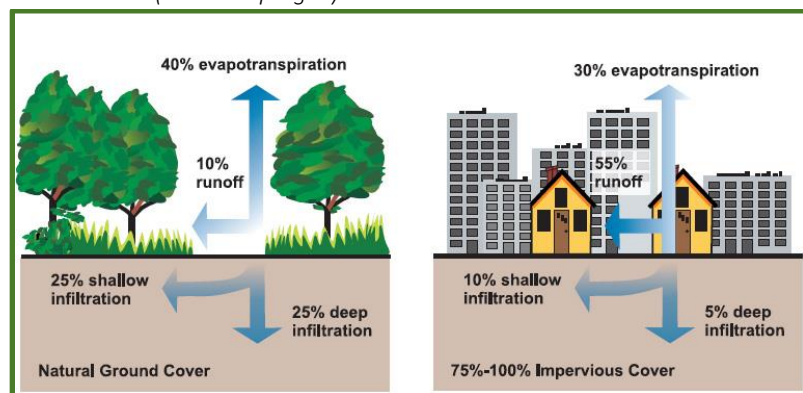 40% evapotranspiration
10%
runoff
25% shallow
infiltration
25% deep
infiltration
Natural Ground Cover
30% evapotranspiration
55%
runoff
10% shallow
infiltration
5% deep
infiltration
75%-100% Impervious Cover